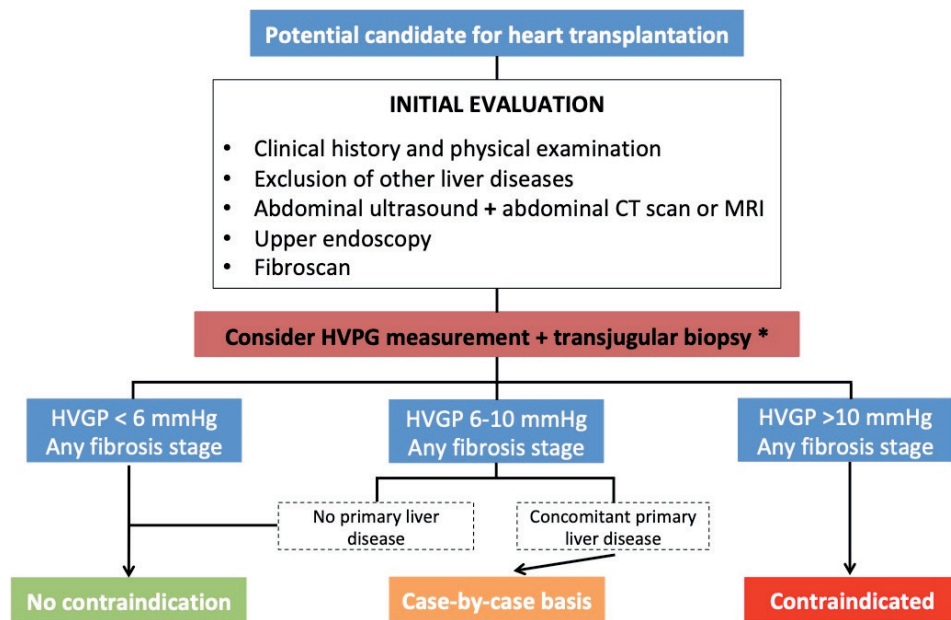 Potential candidate for heart transplantation
INITIAL EVALUATION
• Clinical history and physical examination
• Exclusion of other liver diseases
• Abdominal ultrasound + abdominal CT scan or MRI
• Upper endoscopy
• Fibroscan
Consider HVPG measurement + transjugular biopsy *
HVGP < 6 mmHg
Any fibrosis stage
HVGP 6-10 mmHg
Any fibrosis stage
HVGP >10 mmHg
Any fibrosis stage
No primary liver
disease
Concomitant primary
liver disease
No contraindication
Case-by-case basis
Contraindicated